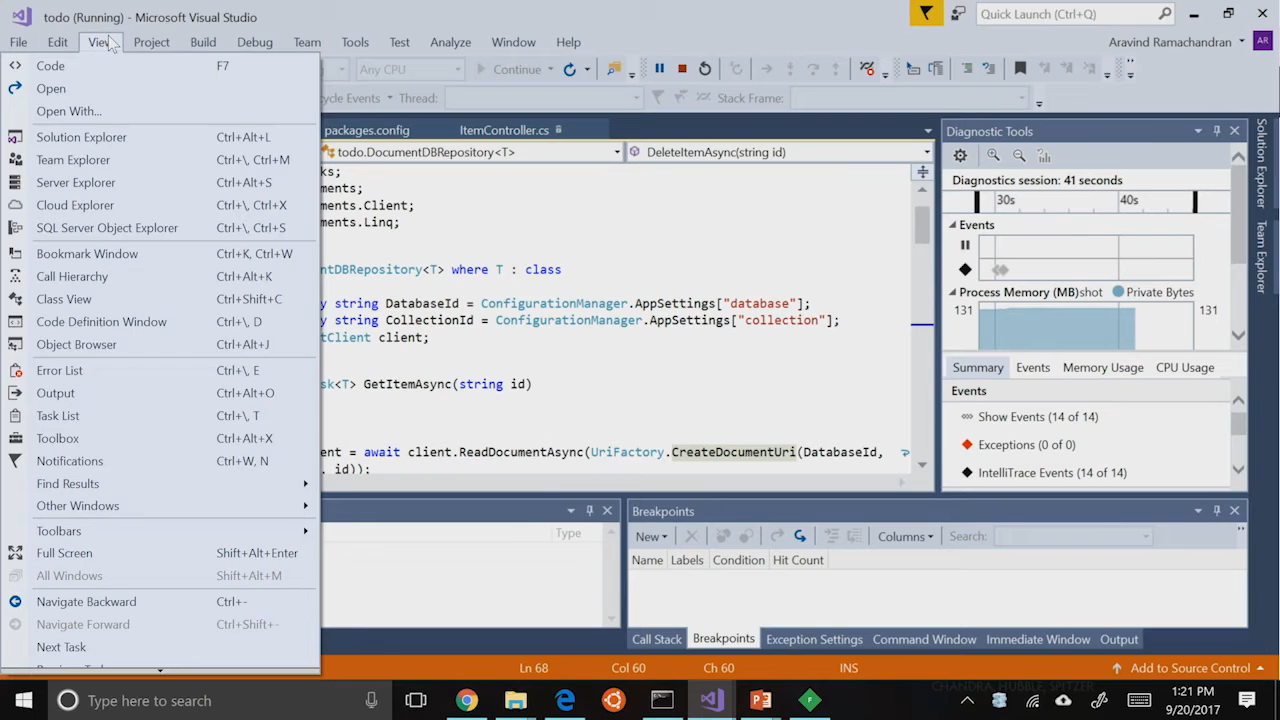 todo (Running) - Microsoft Visual Studio
Quick Launch (Ctrl+Q)
File Edit View Project Build Debug Team Tools Test Analyze Window Help
Aravind Ramachandran AR
Any CPU Continue
cycle Events Thread: Stack Frame:
Code F7
Open
Open With...
Solution Explorer Ctrl+Alt+L
Team Explorer Ctrl+\, Ctrl+M
Server Explorer Ctrl+Alt+S
Cloud Explorer Ctrl+\, Ctrl+X
SQL Server Object Explorer Ctrl+\, Ctrl+S
Bookmark Window Ctrl+K, Ctrl+W
Call Hierarchy Ctrl+Alt+K
Class View Ctrl+Shift+C
Code Definition Window Ctrl+\, D
Object Browser Ctrl+Alt+J
Error List Ctrl+\, E
Output Ctrl+Alt+O
Task List Ctrl+\, T
Toolbox Ctrl+Alt+X
Notifications Ctrl+W, N
Find Results
Other Windows
Toolbars
Full Screen Shift+Alt+Enter
All Windows Shift+Alt+M
Navigate Backward Ctrl+-
Navigate Forward Ctrl+Shift+-
Next Task
packages.config ItemController.cs
todo.DocumentDBRepository<T> DeleteItemAsync(string id)
ks;
ments;
ments.Client;
ments.Linq;
ntDBRepository<T> where T : class
y string DatabaseId = ConfigurationManager.AppSettings["database"];
y string CollectionId = ConfigurationManager.AppSettings["collection"];
tClient client;
sk<T> GetItemAsync(string id)
ent = await client.ReadDocumentAsync(UriFactory.CreateDocumentUri(DatabaseId,
, id));
Diagnostic Tools
Diagnostics session: 41 seconds
30s 40s
Events
Process Memory (MB)shot Private Bytes
131 131
Summary Events Memory Usage CPU Usage
Events
Show Events (14 of 14)
Exceptions (0 of 0)
IntelliTrace Events (14 of 14)
Solution Explorer
Team Explorer
Type
Breakpoints
New Columns Search:
Name Labels Condition Hit Count
Call Stack Breakpoints Exception Settings Command Window Immediate Window Output
Ln 68 Col 60 Ch 60 INS Add to Source Control
CHANDRA, HUBBLE, SPITZER
Type here to search
1:21 PM
9/20/2017